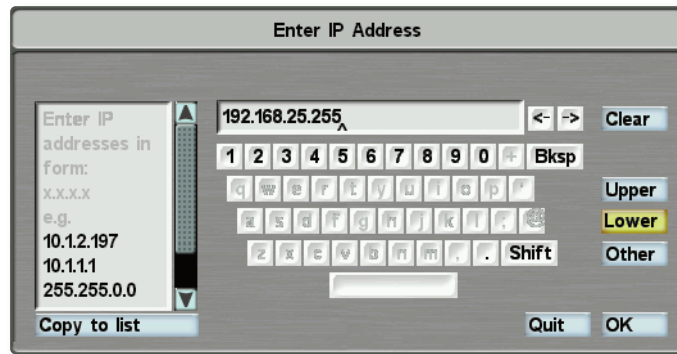 Enter IP Address
Enter IP
addresses in
form:
x.x.x.x
e.g.
10.1.2.197
10.1.1.1
255.255.0.0
Copy to list
192.168.25.255
<- ->
Clear
1 2 3 4 5 6 7 8 9 0 + Bksp
q w e r t y u i o p '
Upper
a s d f g h j k l ; @
Lower
z x c v b n m , . Shift
Other
Quit
OK